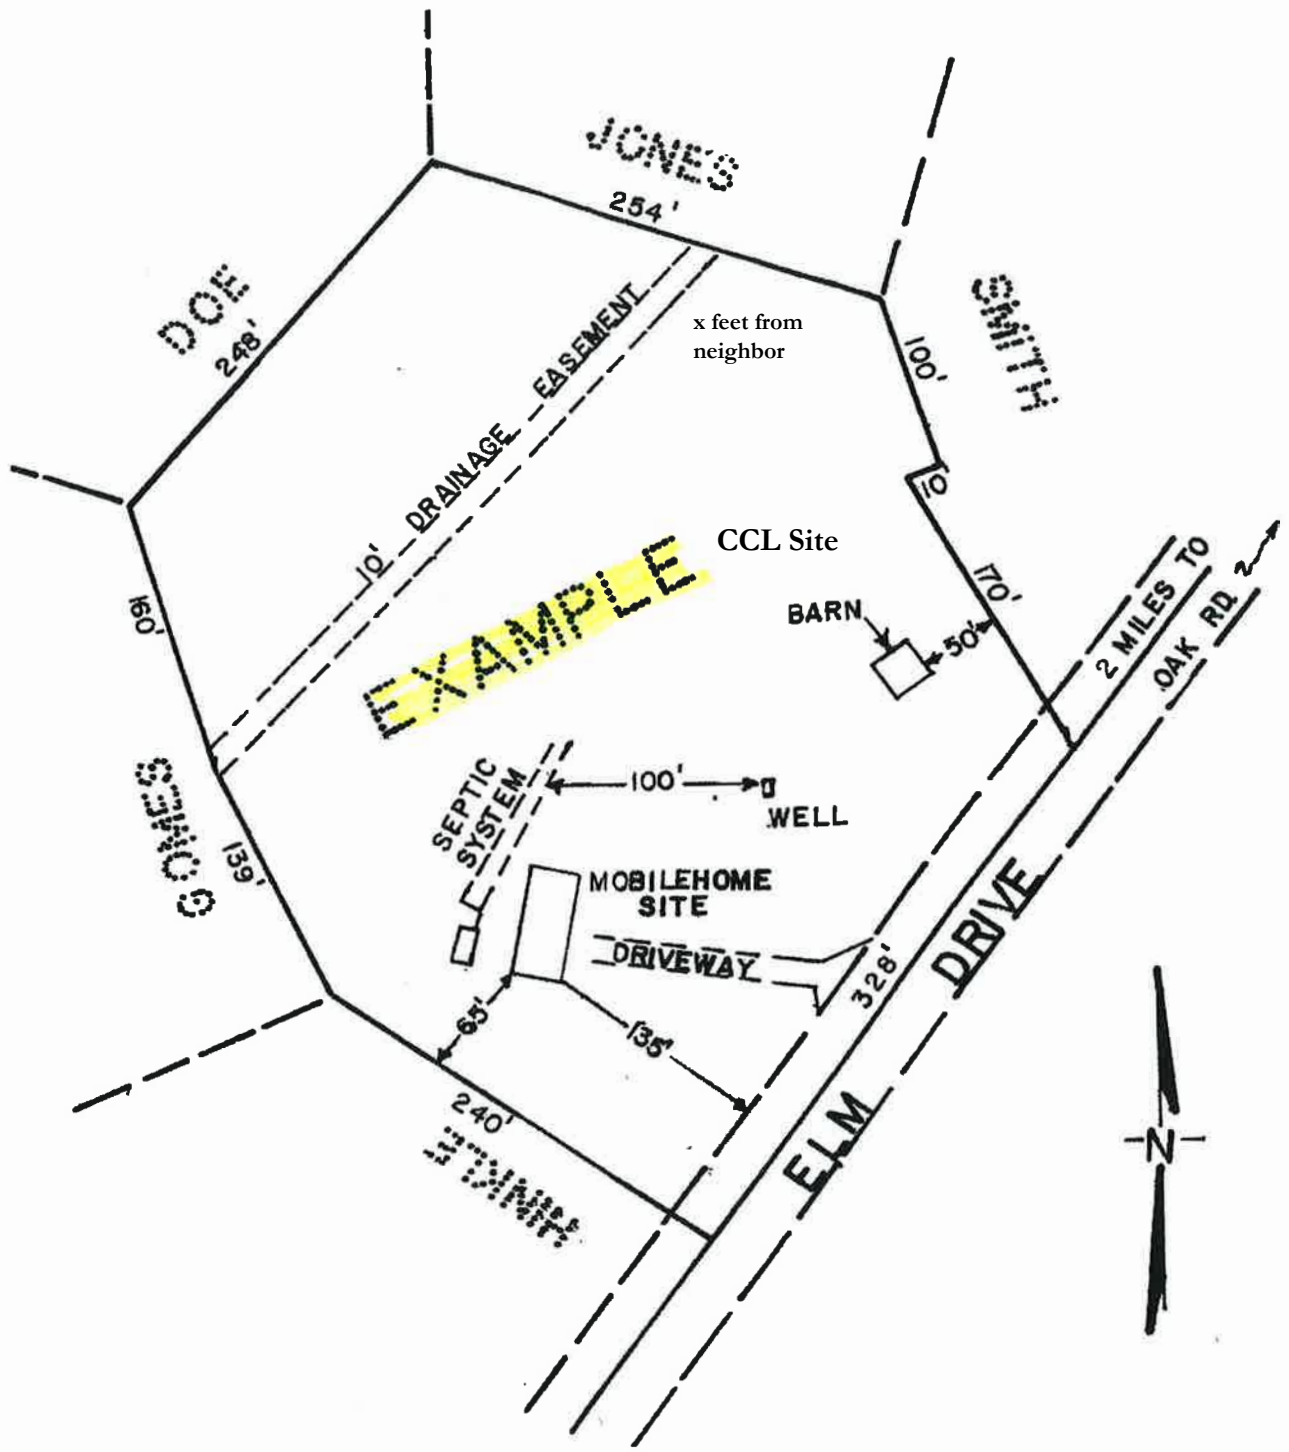 JONES
254'
DOE
248'
SMITH
100'
x feet from
neighbor
DRAINAGE EASEMENT
10'
10
170'
2 MILES TO
OAK RD.
CCL Site
EXAMPLE
BARN
50'
160'
GOMES
139'
SEPTIC
SYSTEM
100'
WELL
MOBILEHOME
SITE
DRIVEWAY
328'
ELM DRIVE
65'
135'
240'
HINKLE
N